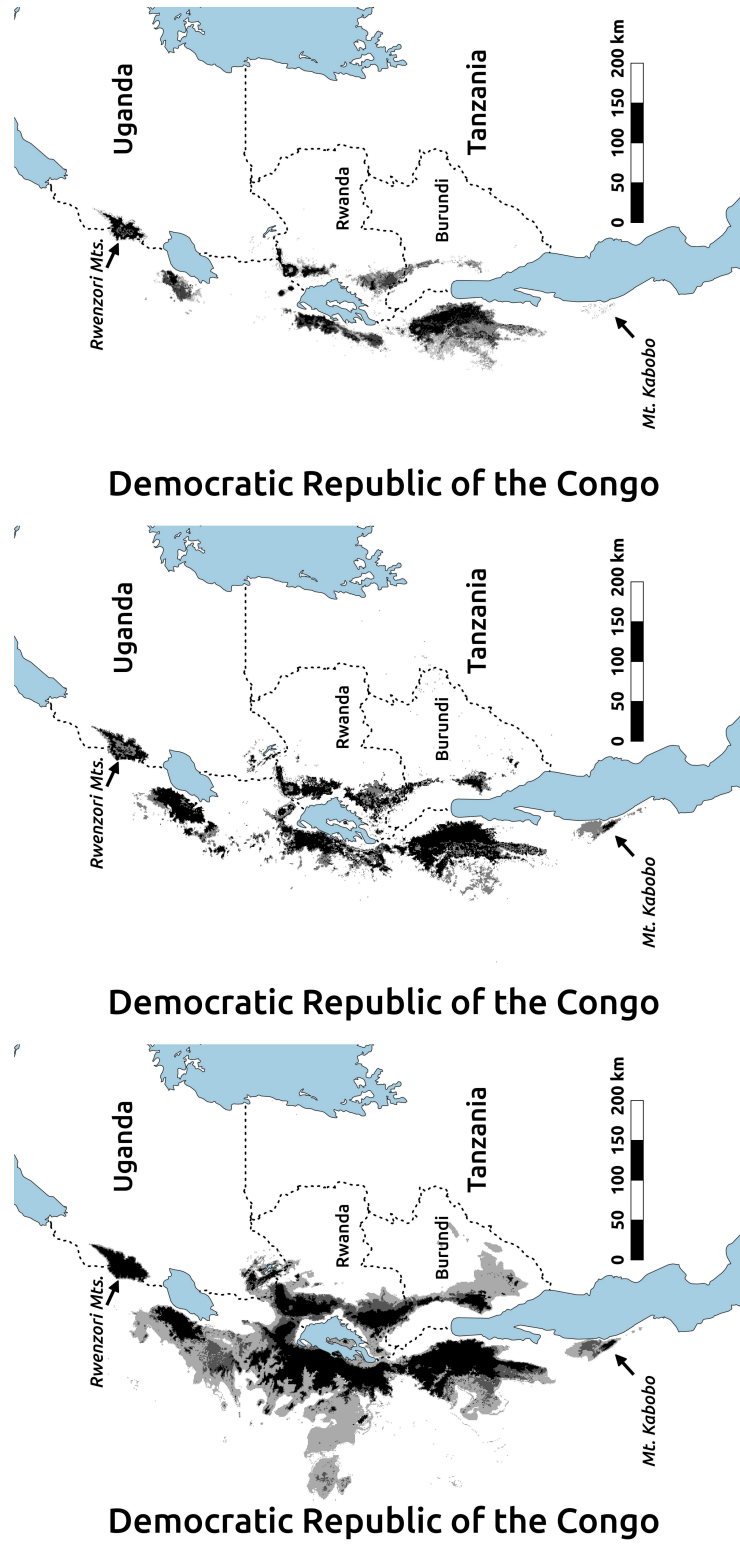 Uganda
Rwenzori Mts.
Rwanda
Burundi
Tanzania
0 50 100 150 200 km
Mt. Kabobo
Democratic Republic of the Congo
Uganda
Rwenzori Mts.
Rwanda
Burundi
Tanzania
0 50 100 150 200 km
Mt. Kabobo
Democratic Republic of the Congo
Uganda
Rwenzori Mts.
Rwanda
Burundi
Tanzania
0 50 100 150 200 km
Mt. Kabobo
Democratic Republic of the Congo